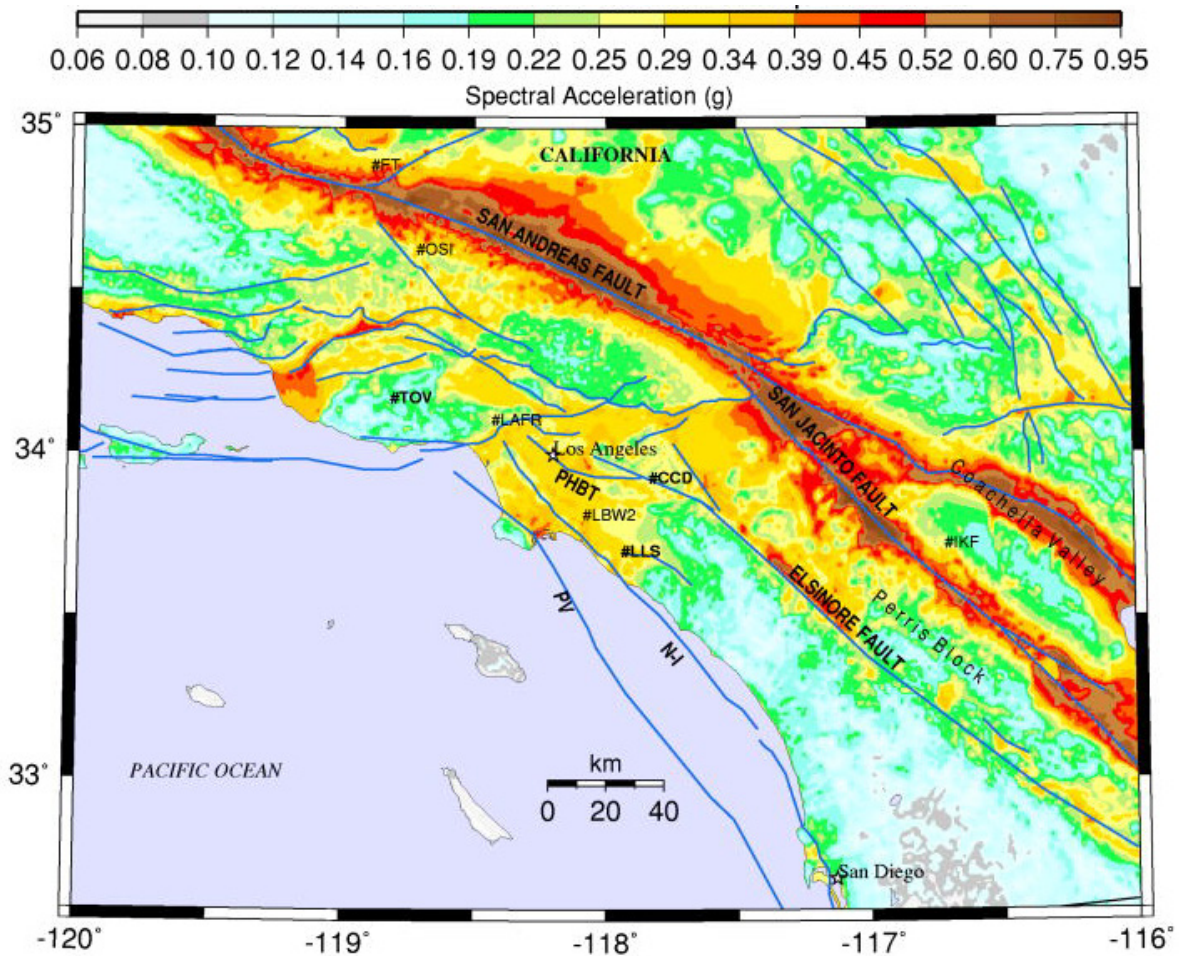 0.06 0.08 0.10 0.12 0.14 0.16 0.19 0.22 0.25 0.29 0.34 0.39 0.45 0.52 0.60 0.75 0.95
Spectral Acceleration (g)
35°
CALIFORNIA
#FT
SAN ANDREAS FAULT
#OSI
#TOV
#LAFR
SAN JACINTO FAULT
34°
Los Angeles
#CCD
Coachella Valley
PHBT
#LBW2
#IKF
#LLS
ELSINORE FAULT
Perris Block
PV
N-I
33°
PACIFIC OCEAN
km
0 20 40
San Diego
-120° -119° -118° -117° -116°